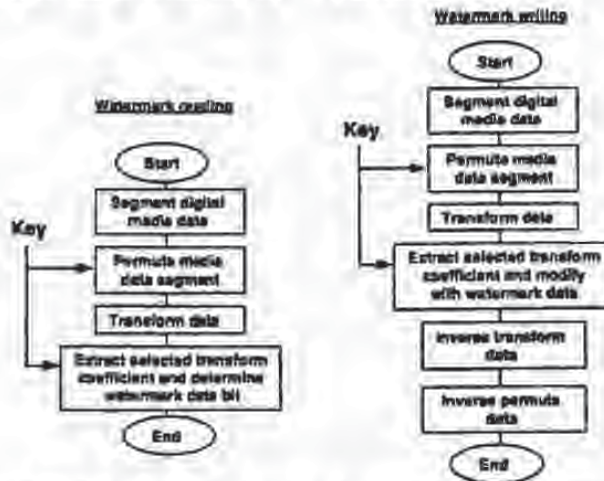 Watermark reading
Start
Segment digital
media data
Key
Permute media
data segment
Transform data
Extract selected transform
coefficient and determine
watermark data bit
End
Watermark writing
Start
Segment digital
media data
Key
Permute media
data segment
Transform data
Extract selected transform
coefficient and modify
with watermark data
Inverse transform
data
Inverse permute
data
End